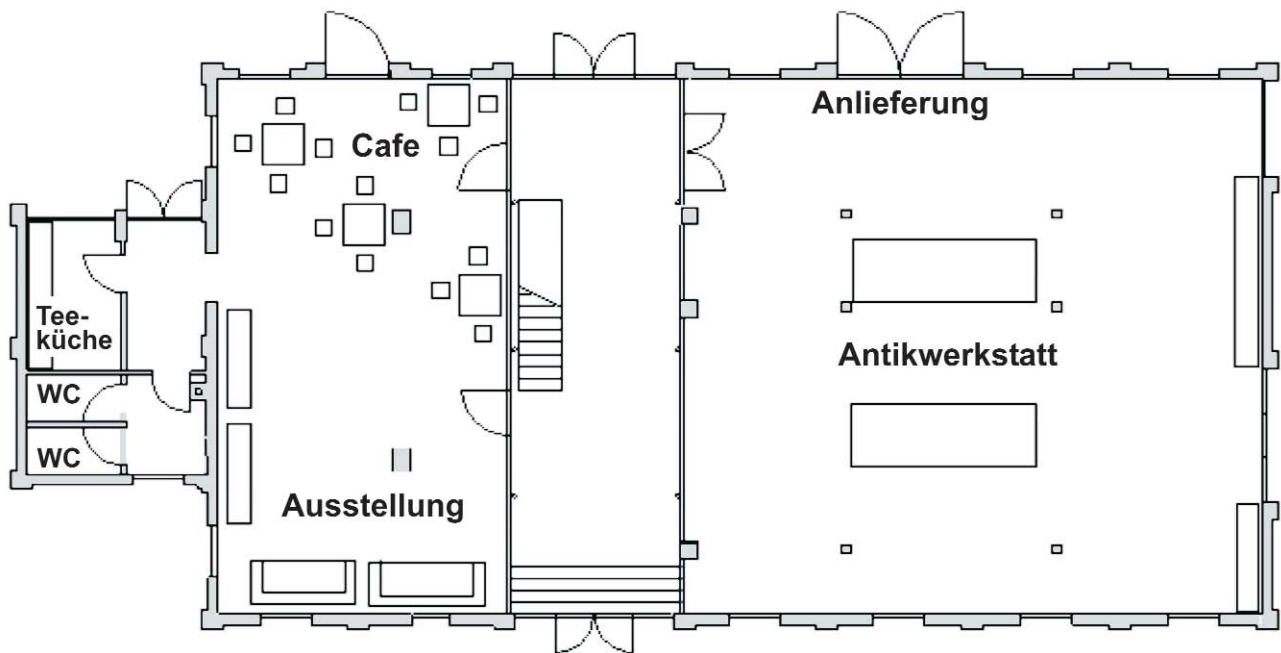 Anlieferung
Cafe
Tee-
küche
Antikwerkstatt
WC
WC
Ausstellung